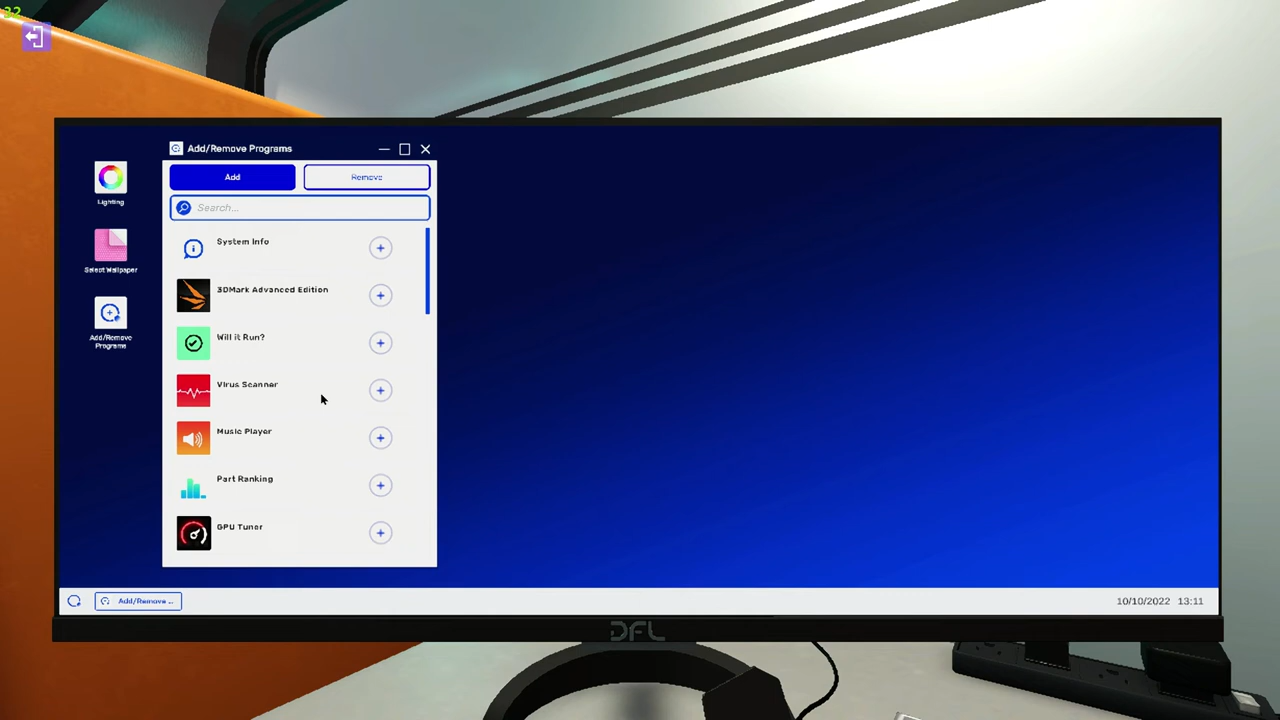 32
Add/Remove Programs
Add
Remove
Search...
Lighting
Select Wallpaper
Add/Remove
Programs
System Info
3DMark Advanced Edition
Will it Run?
Virus Scanner
Music Player
Part Ranking
GPU Tuner
Add/Remove ...
10/10/2022 13:11
DFL